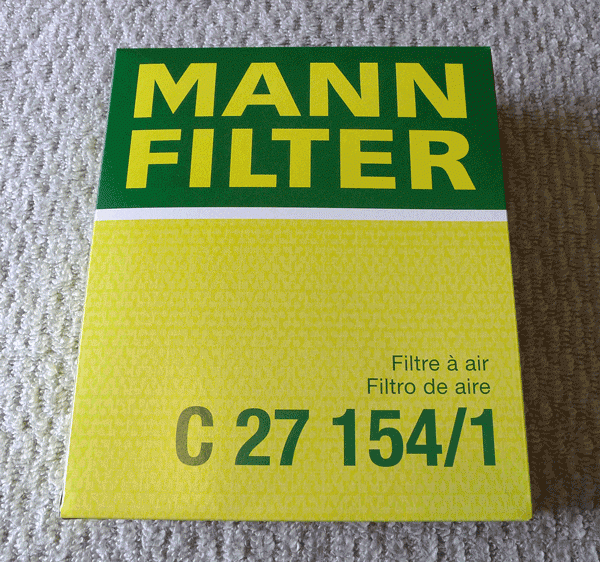 MANN
FILTER
Filtre à air
Filtro de aire
C 27 154/1